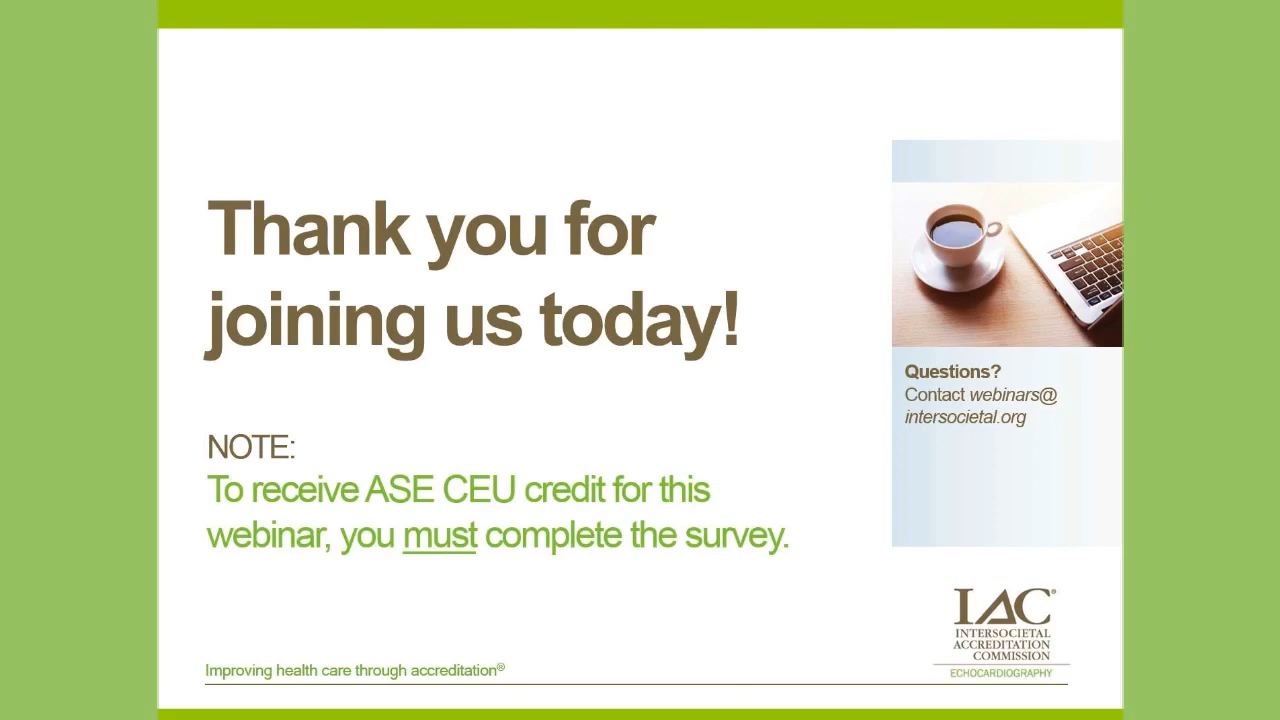 Thank you for
joining us today!
NOTE:
To receive ASE CEU credit for this
webinar, you must complete the survey.
Questions?
Contact webinars@
intersocietal.org
IAC®
INTERSOCIETAL
ACCREDITATION
COMMISSION
ECHOCARDIOGRAPHY
Improving health care through accreditation®